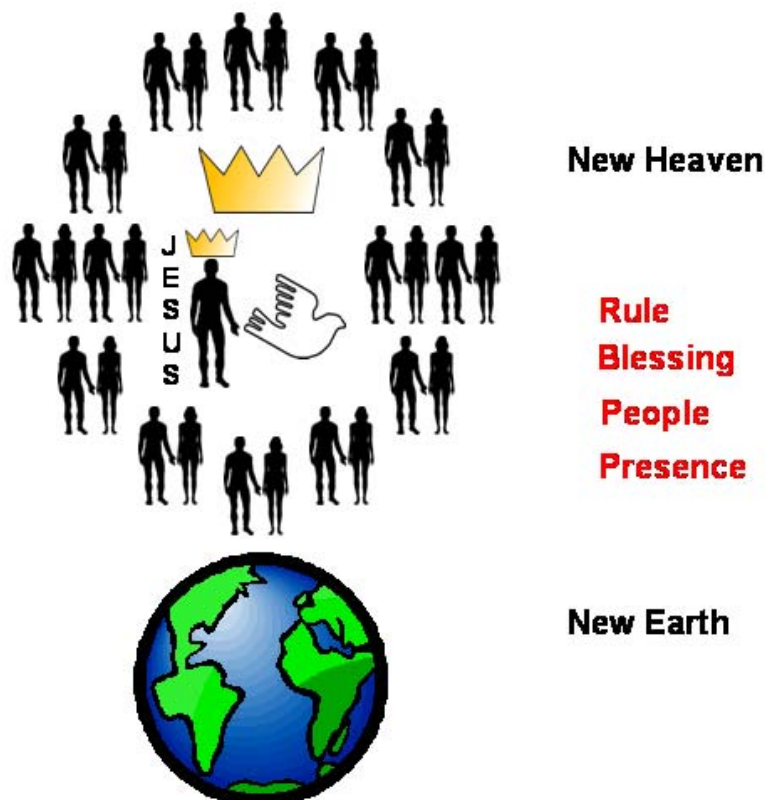 New Heaven
JESUS
Rule
Blessing
People
Presence
New Earth